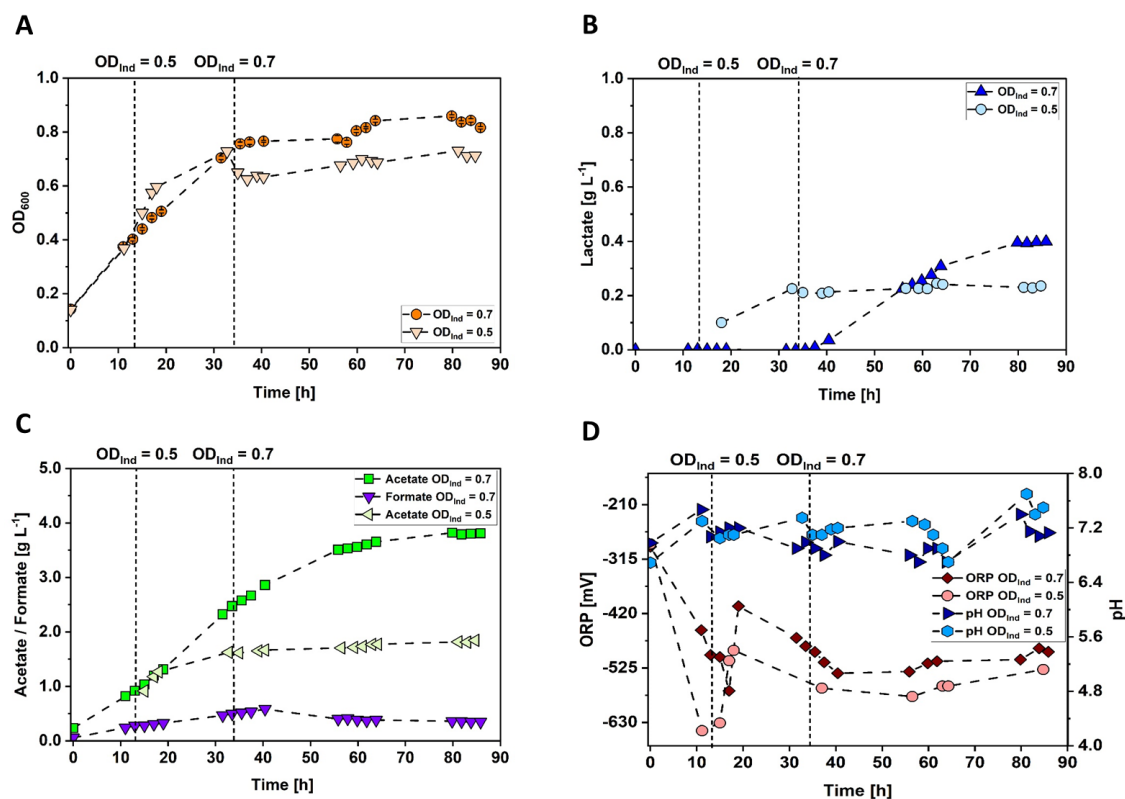 A
OD_Ind = 0.5 OD_Ind = 0.7
1.0
0.8
0.6
0.4
0.2
0.0
OD_600
OD_Ind = 0.7
OD_Ind = 0.5
0 10 20 30 40 50 60 70 80 90
Time [h]
B
OD_Ind = 0.5 OD_Ind = 0.7
1.0
0.8
0.6
0.4
0.2
0.0
Lactate [g L⁻¹]
OD_Ind = 0.7
OD_Ind = 0.5
0 10 20 30 40 50 60 70 80 90
Time [h]
C
OD_Ind = 0.5 OD_Ind = 0.7
5.0
4.0
3.0
2.0
1.0
0.0
Acetate / Formate [g L⁻¹]
Acetate OD_Ind = 0.7
Formate OD_Ind = 0.7
Acetate OD_Ind = 0.5
0 10 20 30 40 50 60 70 80 90
Time [h]
D
OD_Ind = 0.5 OD_Ind = 0.7
-210
-315
-420
-525
-630
ORP [mV]
8.0
7.2
6.4
5.6
4.8
4.0
pH
ORP OD_Ind = 0.7
ORP OD_Ind = 0.5
pH OD_Ind = 0.7
pH OD_Ind = 0.5
0 10 20 30 40 50 60 70 80 90
Time [h]